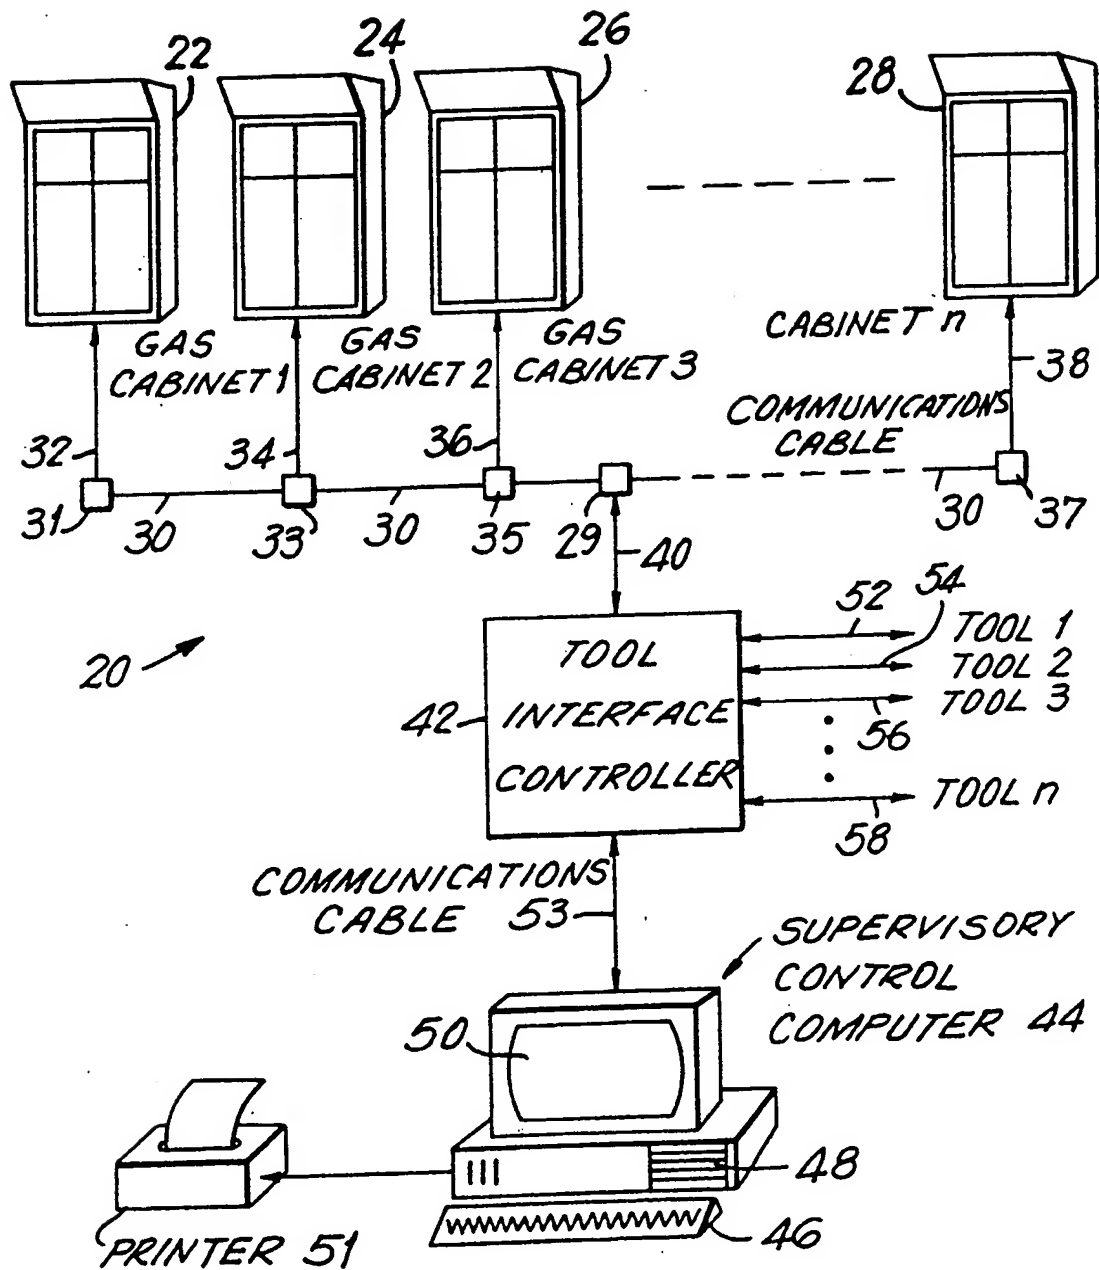 22
24
26
28
GAS
CABINET 1
GAS
CABINET 2
GAS
CABINET 3
CABINET n
38
COMMUNICATIONS
CABLE
32
34
36
31
30
33
30
35
29
30
37
40
20
42
TOOL
INTERFACE
CONTROLLER
52
54
TOOL 1
TOOL 2
TOOL 3
56
TOOL n
58
COMMUNICATIONS
CABLE 53
SUPERVISORY
CONTROL
COMPUTER 44
50
48
46
PRINTER 51